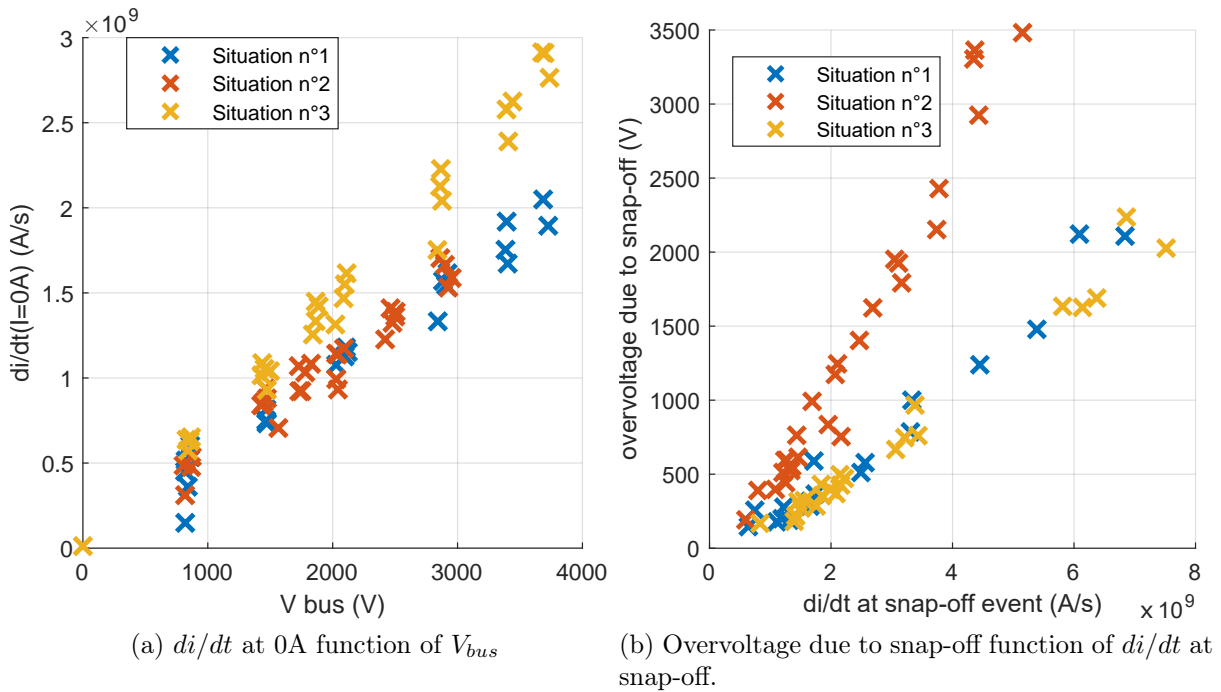 ×10^9
3
2.5
2
1.5
1
0.5
0
di/dt(I=0A) (A/s)
Situation n°1
Situation n°2
Situation n°3
0 1000 2000 3000 4000
V bus (V)
(a) di/dt at 0A function of V_bus
3500
3000
2500
2000
1500
1000
500
0
overvoltage due to snap-off (V)
Situation n°1
Situation n°2
Situation n°3
0 2 4 6 8
di/dt at snap-off event (A/s) × 10^9
(b) Overvoltage due to snap-off function of di/dt at
snap-off.